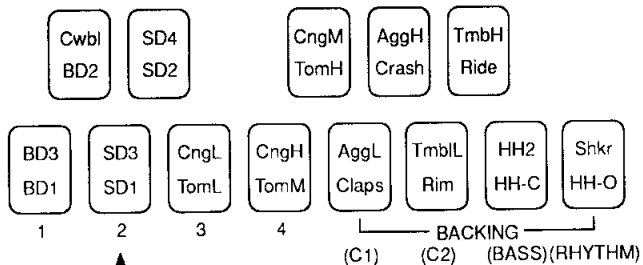 Cwbl SD4 CngM AggH TmbH
BD2 SD2 TomH Crash Ride
BD3 SD3 CngL CngH AggL TmblL HH2 Shkr
BD1 SD1 TomL TomM Claps Rim HH-C HH-O
1 2 3 4 BACKING
(C1) (C2) (BASS)(RHYTHM)